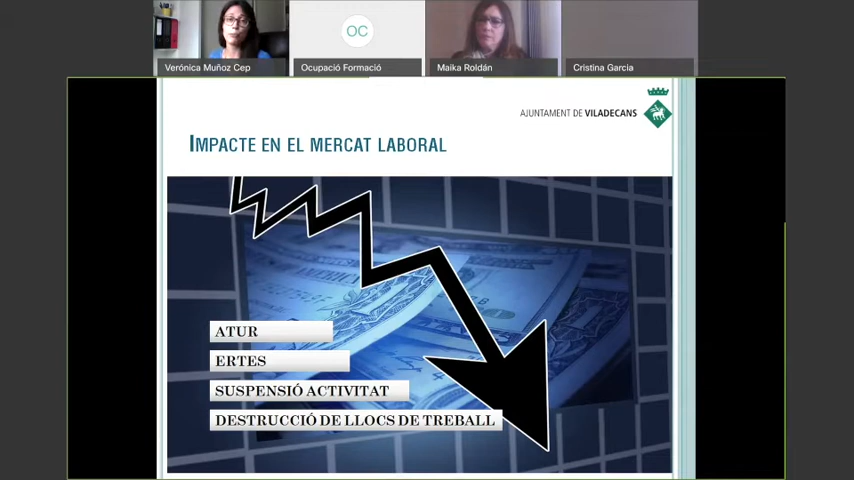 OC
Verónica Muñoz Cep
Ocupació Formació
Maika Roldán
Cristina Garcia
AJUNTAMENT DE VILADECANS
IMPACTE EN EL MERCAT LABORAL
ATUR
ERTES
SUSPENSIÓ ACTIVITAT
DESTRUCCIÓ DE LLOCS DE TREBALL